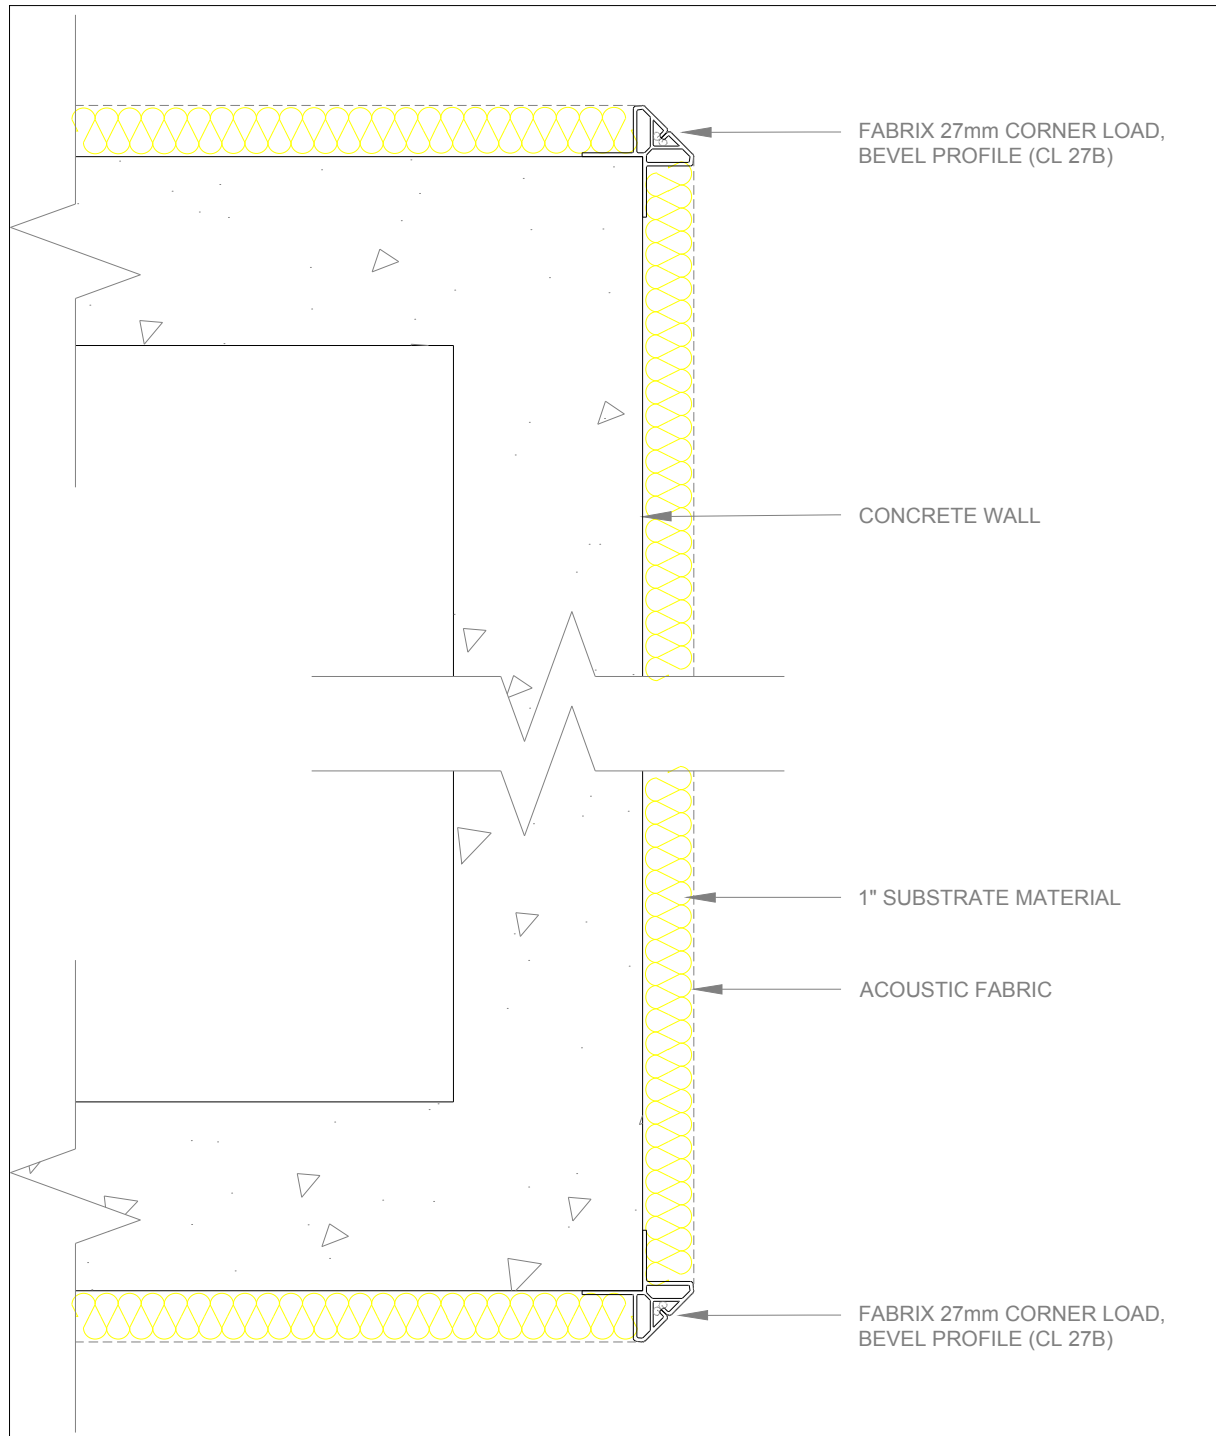 FABRIX 27mm CORNER LOAD,
BEVEL PROFILE (CL 27B)
CONCRETE WALL
1" SUBSTRATE MATERIAL
ACOUSTIC FABRIC
FABRIX 27mm CORNER LOAD,
BEVEL PROFILE (CL 27B)